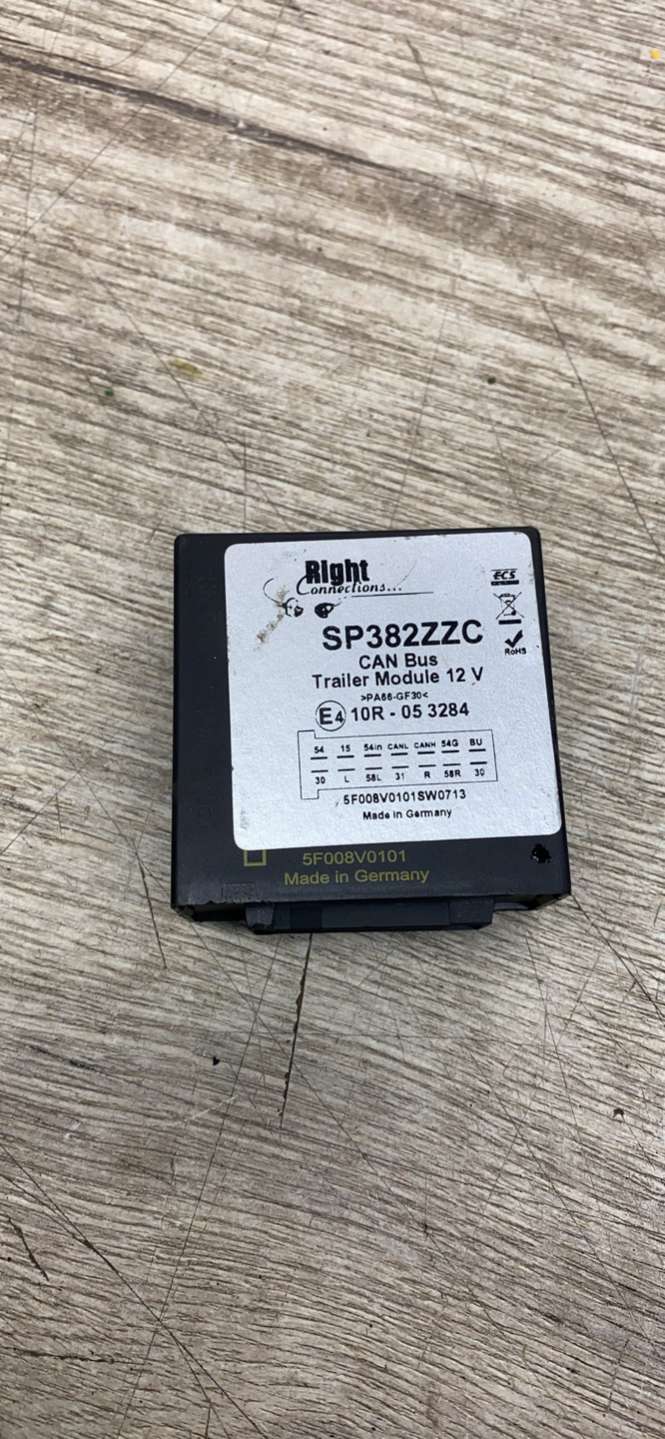 Right
Connections...
ECS
SP382ZZC
RoHS
CAN Bus
Trailer Module 12 V
>PA66-GF30<
E4 10R - 05 3284
54 15 54in CANL CANH 54G BU
30 L 58L 31 R 58R 30
5F008V0101SW0713
Made in Germany
5F008V0101
Made in Germany